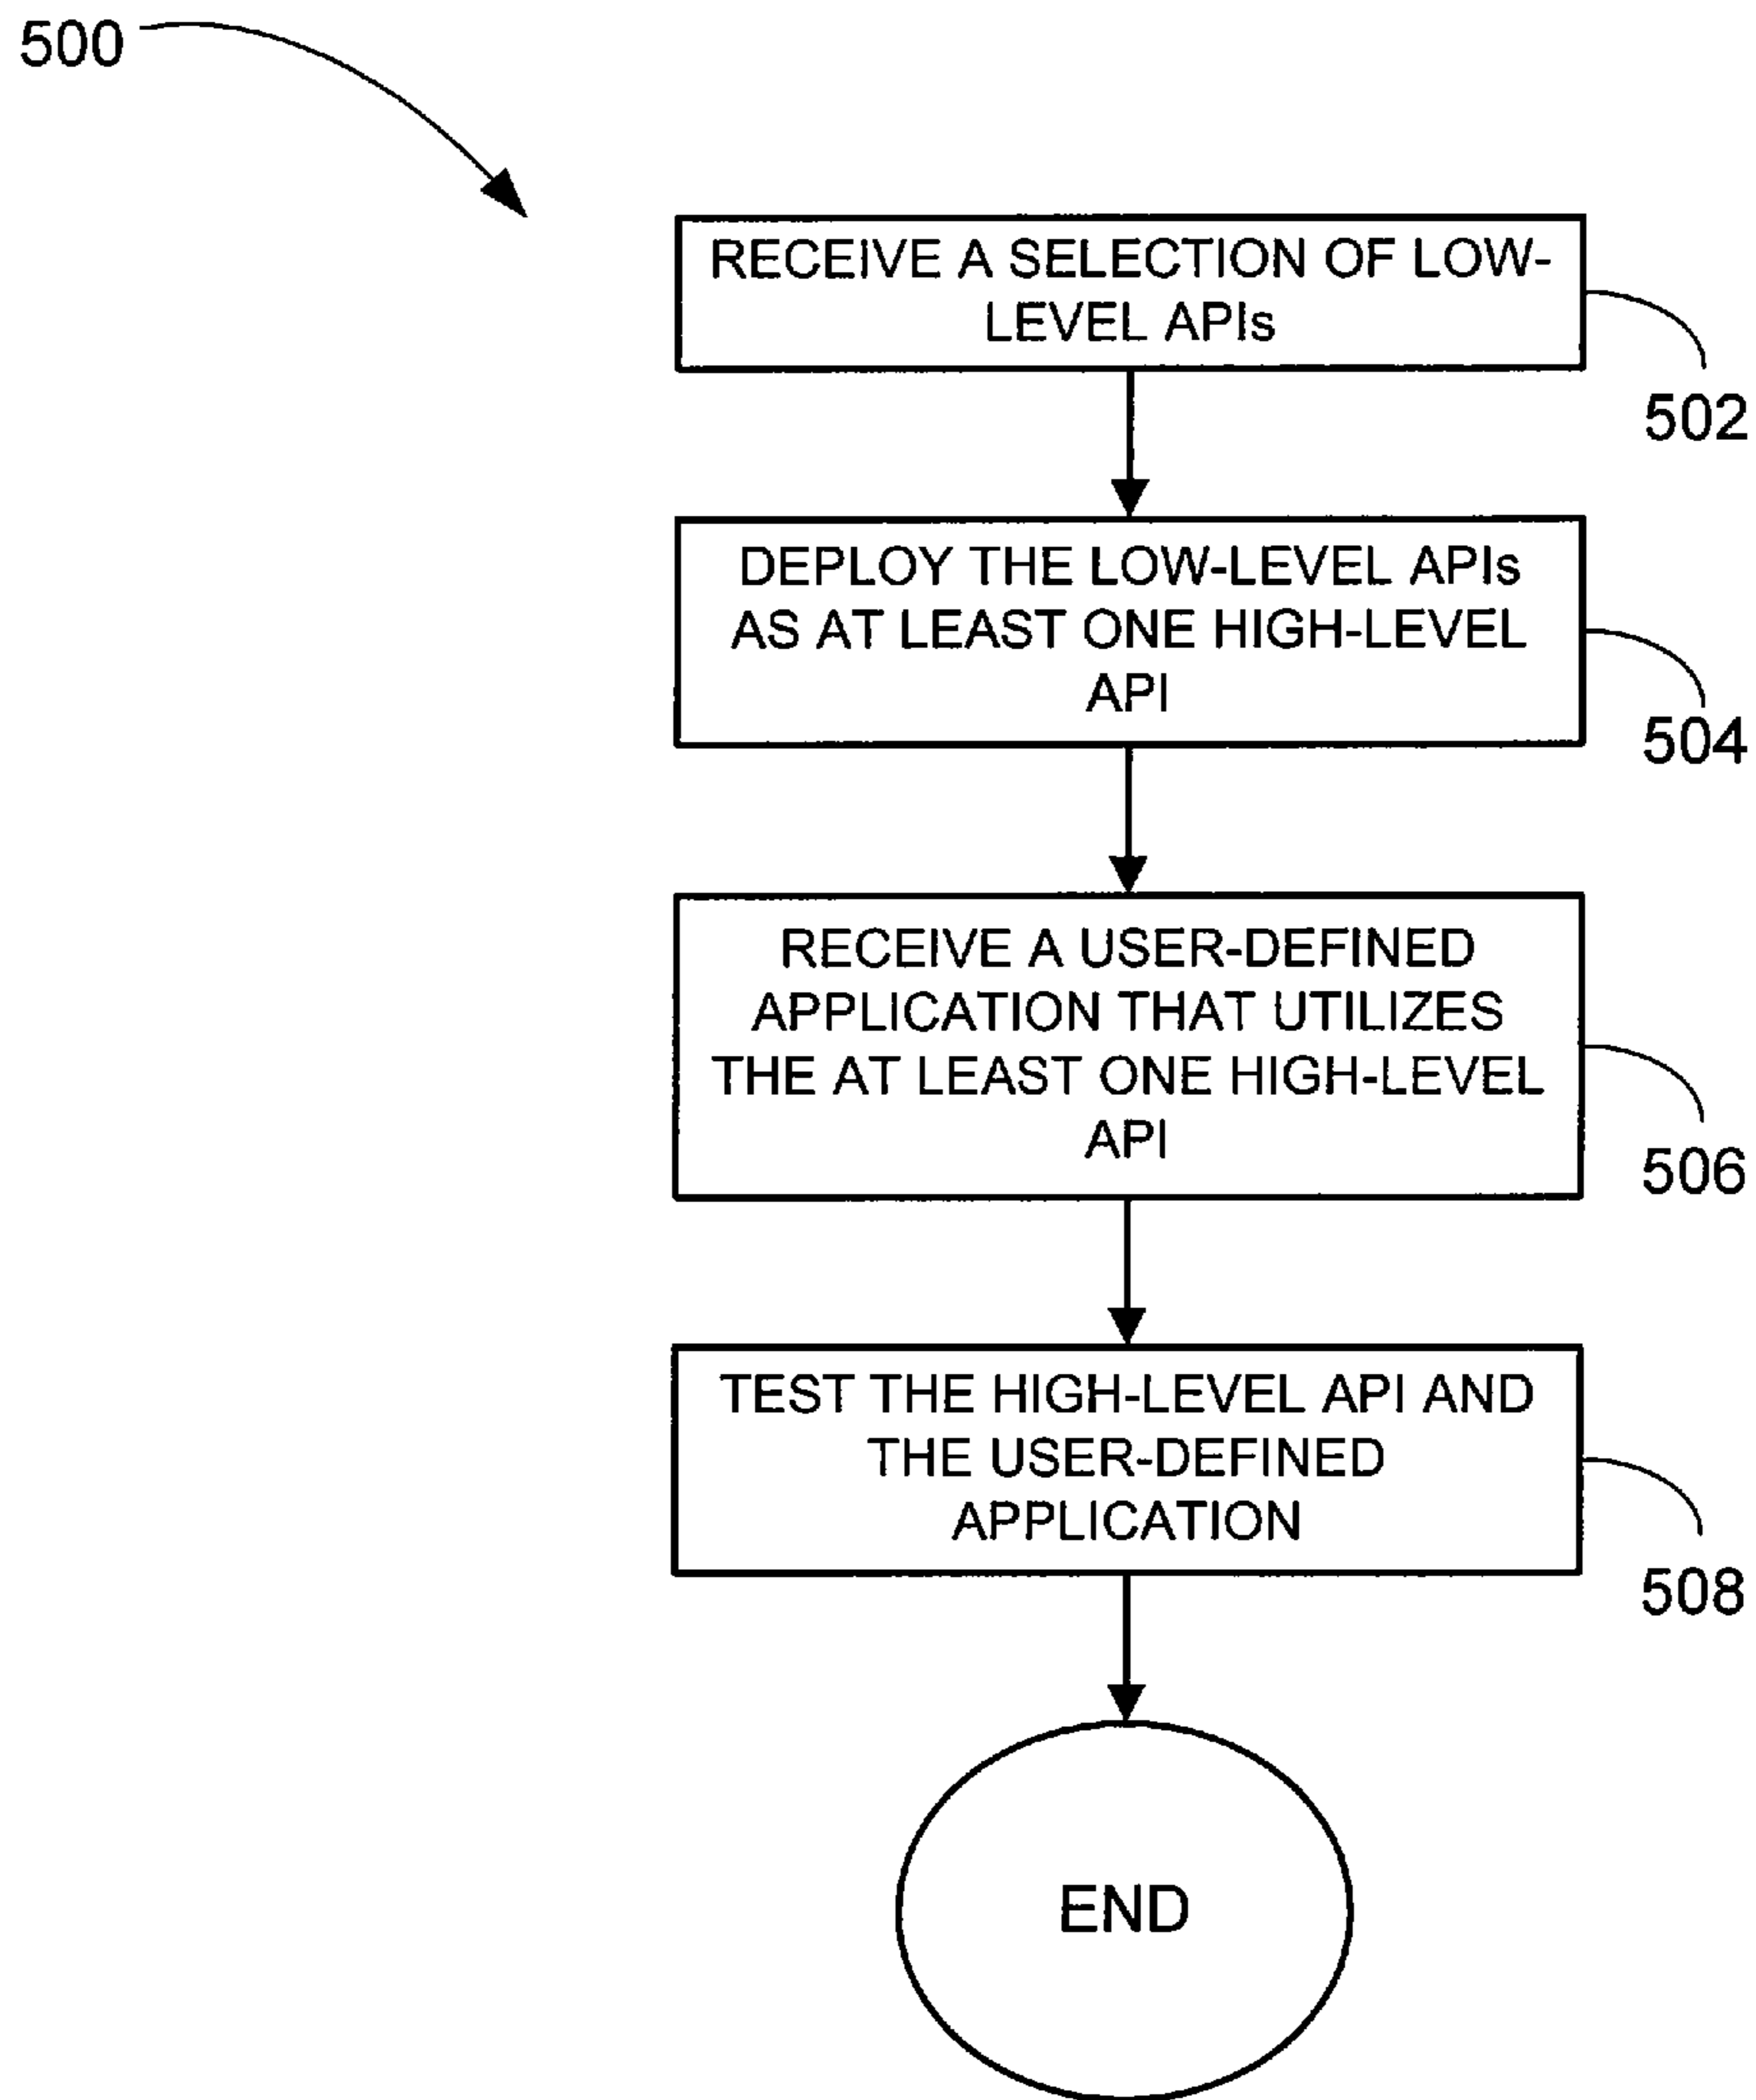 500
RECEIVE A SELECTION OF LOW-
LEVEL APIs
502
DEPLOY THE LOW-LEVEL APIs
AS AT LEAST ONE HIGH-LEVEL
API
504
RECEIVE A USER-DEFINED
APPLICATION THAT UTILIZES
THE AT LEAST ONE HIGH-LEVEL
API
506
TEST THE HIGH-LEVEL API AND
THE USER-DEFINED
APPLICATION
508
END